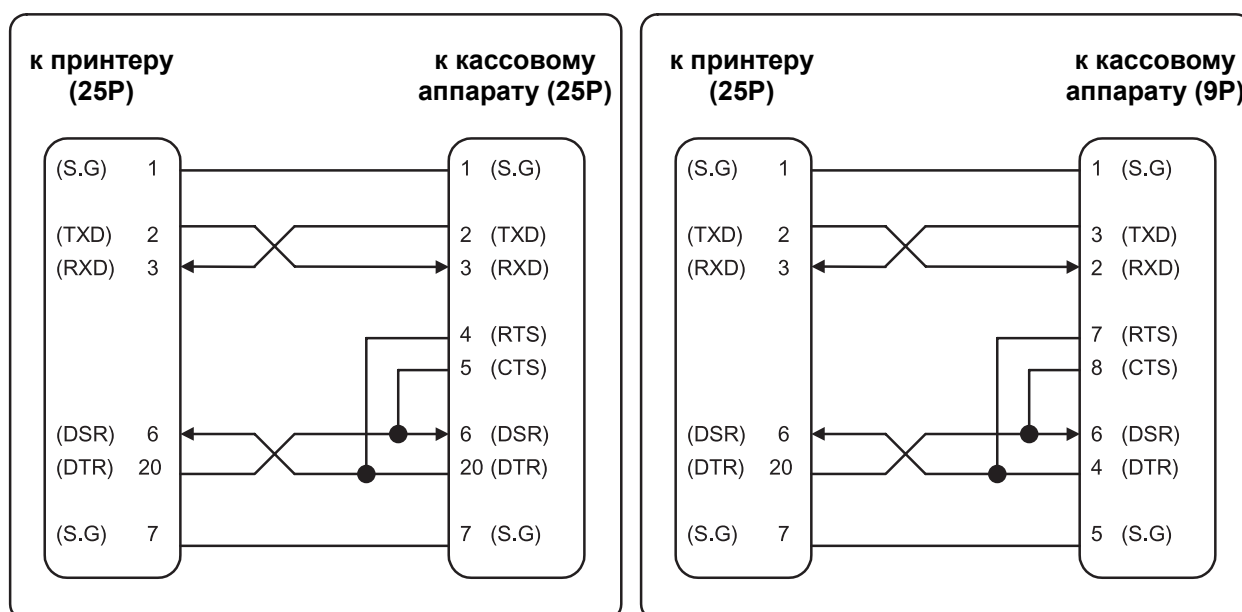 к принтеру
(25P)
к кассовому
аппарату (25P)
(S.G) 1
1 (S.G)
(TXD) 2
2 (TXD)
(RXD) 3
3 (RXD)
4 (RTS)
5 (CTS)
(DSR) 6
6 (DSR)
(DTR) 20
20 (DTR)
(S.G) 7
7 (S.G)
к принтеру
(25P)
к кассовому
аппарату (9P)
(S.G) 1
1 (S.G)
(TXD) 2
3 (TXD)
(RXD) 3
2 (RXD)
7 (RTS)
8 (CTS)
(DSR) 6
6 (DSR)
(DTR) 20
4 (DTR)
(S.G) 7
5 (S.G)